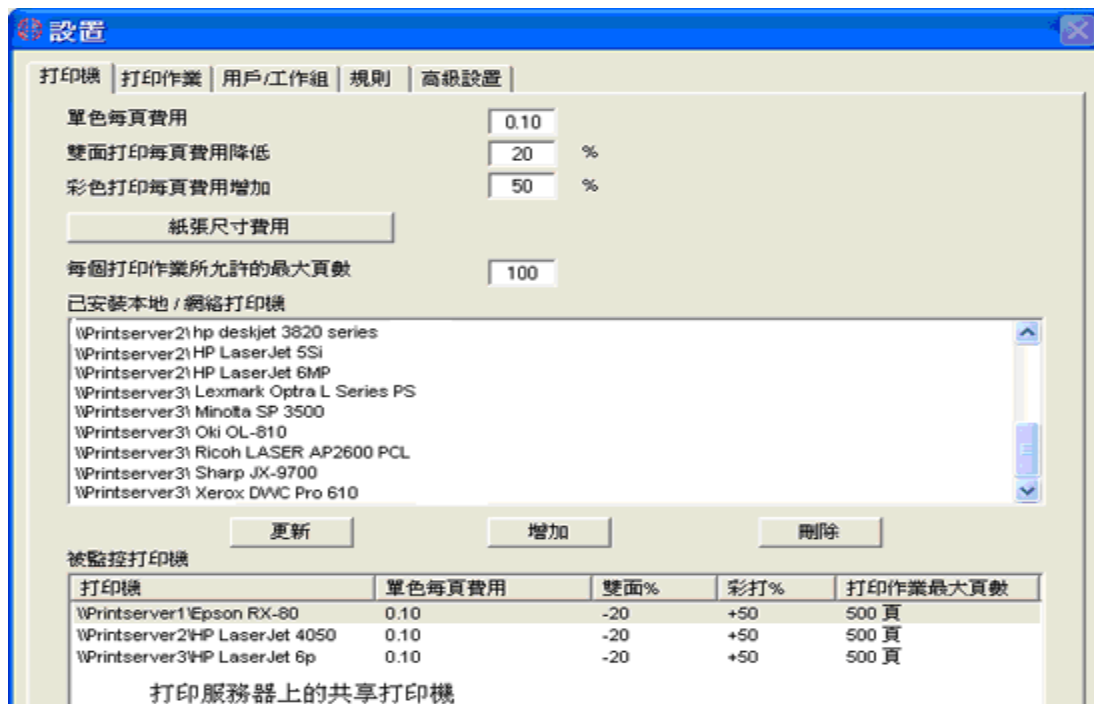 設置
打印機 打印作業 用戶/工作組 規則 高級設置
單色每頁費用 0.10
雙面打印每頁費用降低 20 %
彩色打印每頁費用增加 50 %
紙張尺寸費用
每個打印作業所允許的最大頁數 100
已安裝本地 / 網絡打印機
\\Printserver2\hp deskjet 3820 series
\\Printserver2\HP LaserJet 5Si
\\Printserver2\HP LaserJet 6MP
\\Printserver3\ Lexmark Optra L Series PS
\\Printserver3\ Minolta SP 3500
\\Printserver3\ Oki OL-810
\\Printserver3\ Ricoh LASER AP2600 PCL
\\Printserver3\ Sharp JX-9700
\\Printserver3\ Xerox DWC Pro 610
更新 增加 刪除
被監控打印機
打印機 單色每頁費用 雙面% 彩打% 打印作業最大頁數
\\Printserver1\Epson RX-80 0.10 -20 +50 500 頁
\\Printserver2\HP LaserJet 4050 0.10 -20 +50 500 頁
\\Printserver3\HP LaserJet 6p 0.10 -20 +50 500 頁
打印服務器上的共享打印機